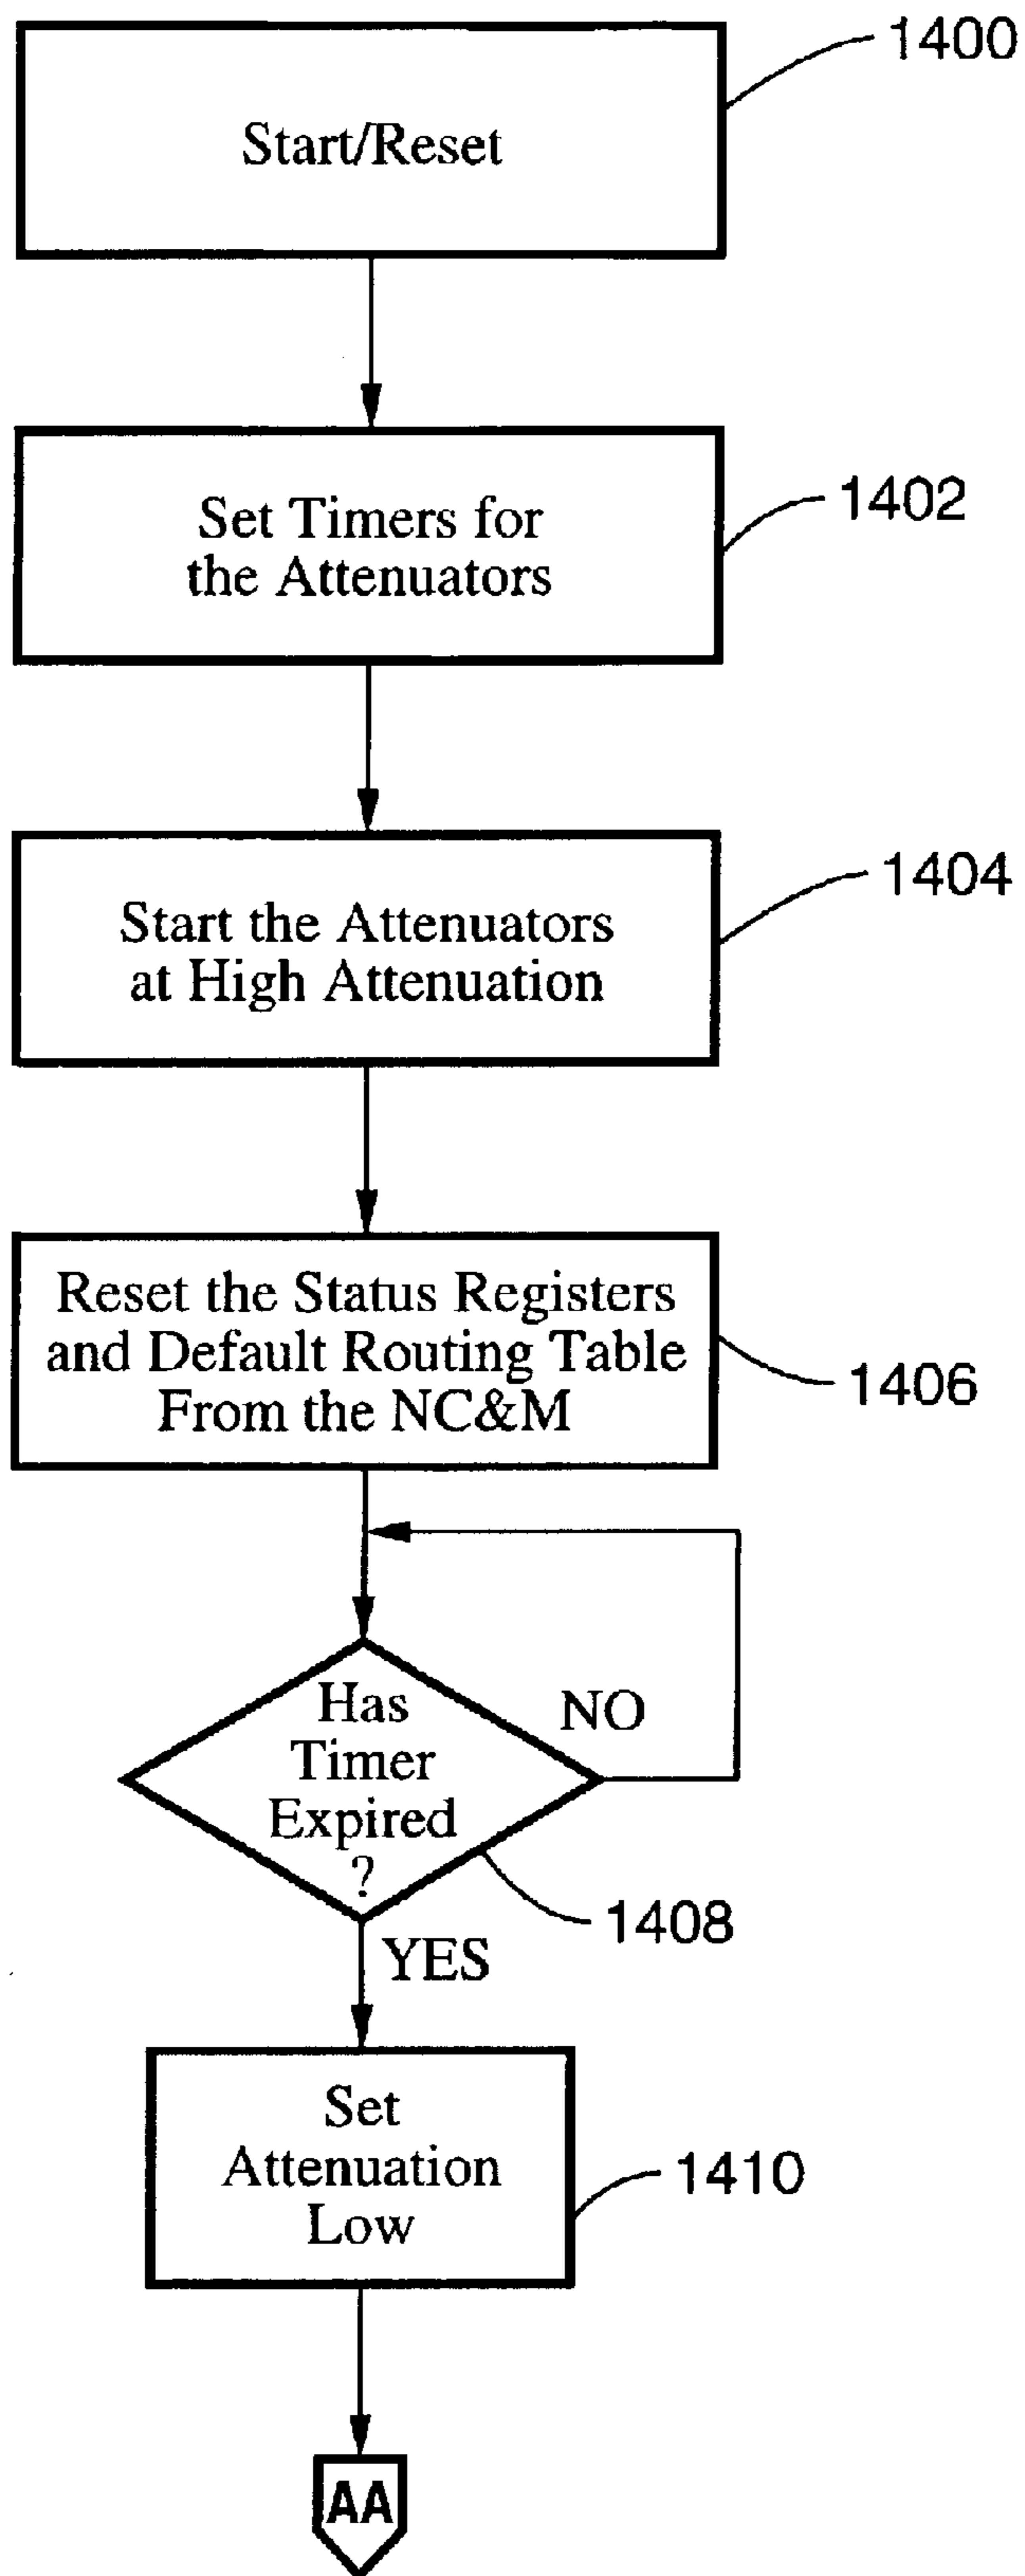 1400
Start/Reset
1402
Set Timers for
the Attenuators
1404
Start the Attenuators
at High Attenuation
Reset the Status Registers
and Default Routing Table
From the NC&M
1406
Has
Timer
Expired
?
NO
1408
YES
Set
Attenuation
Low
1410
AA